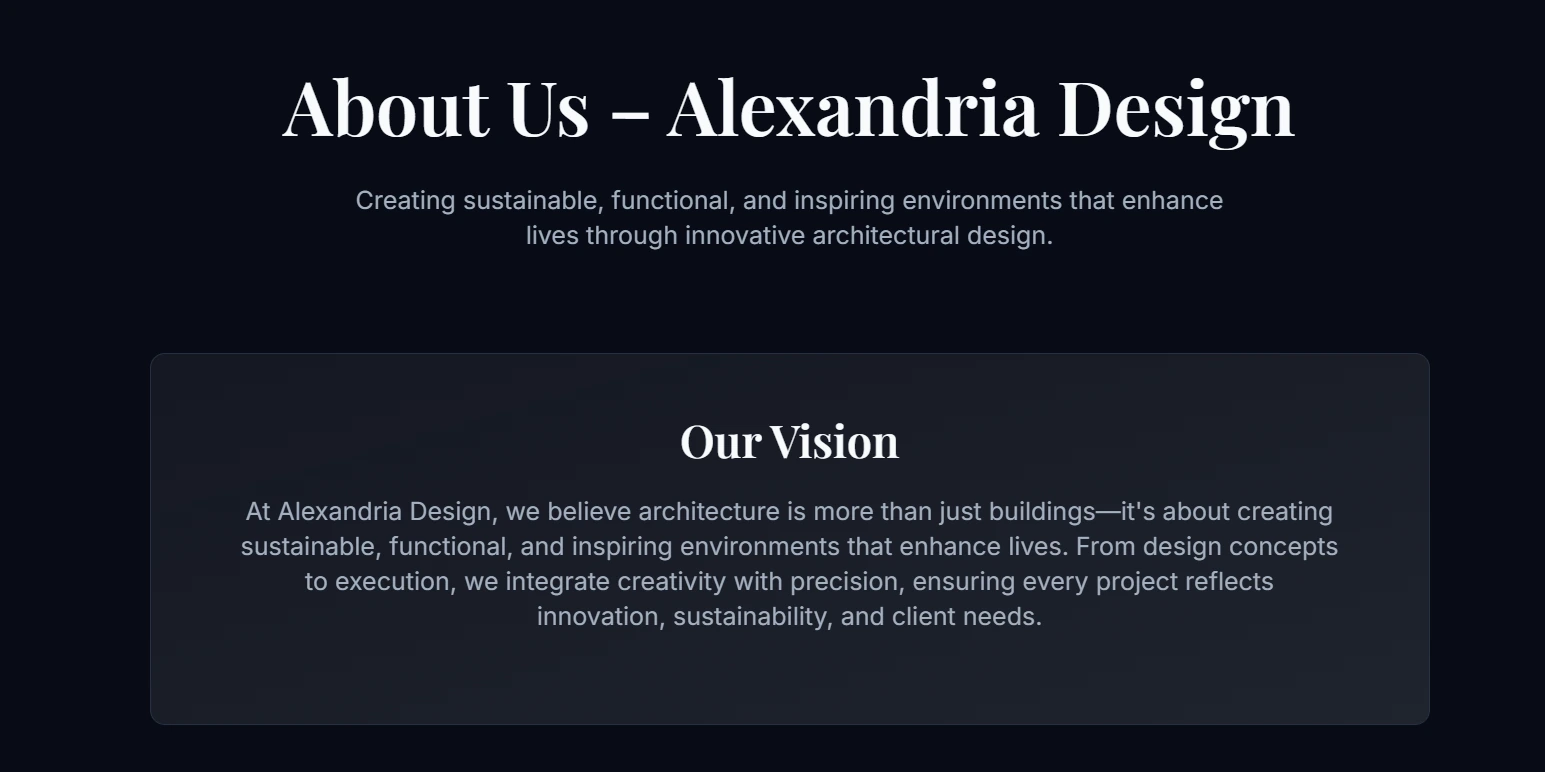 About Us – Alexandria Design
Creating sustainable, functional, and inspiring environments that enhance
lives through innovative architectural design.
Our Vision
At Alexandria Design, we believe architecture is more than just buildings—it's about creating
sustainable, functional, and inspiring environments that enhance lives. From design concepts
to execution, we integrate creativity with precision, ensuring every project reflects
innovation, sustainability, and client needs.